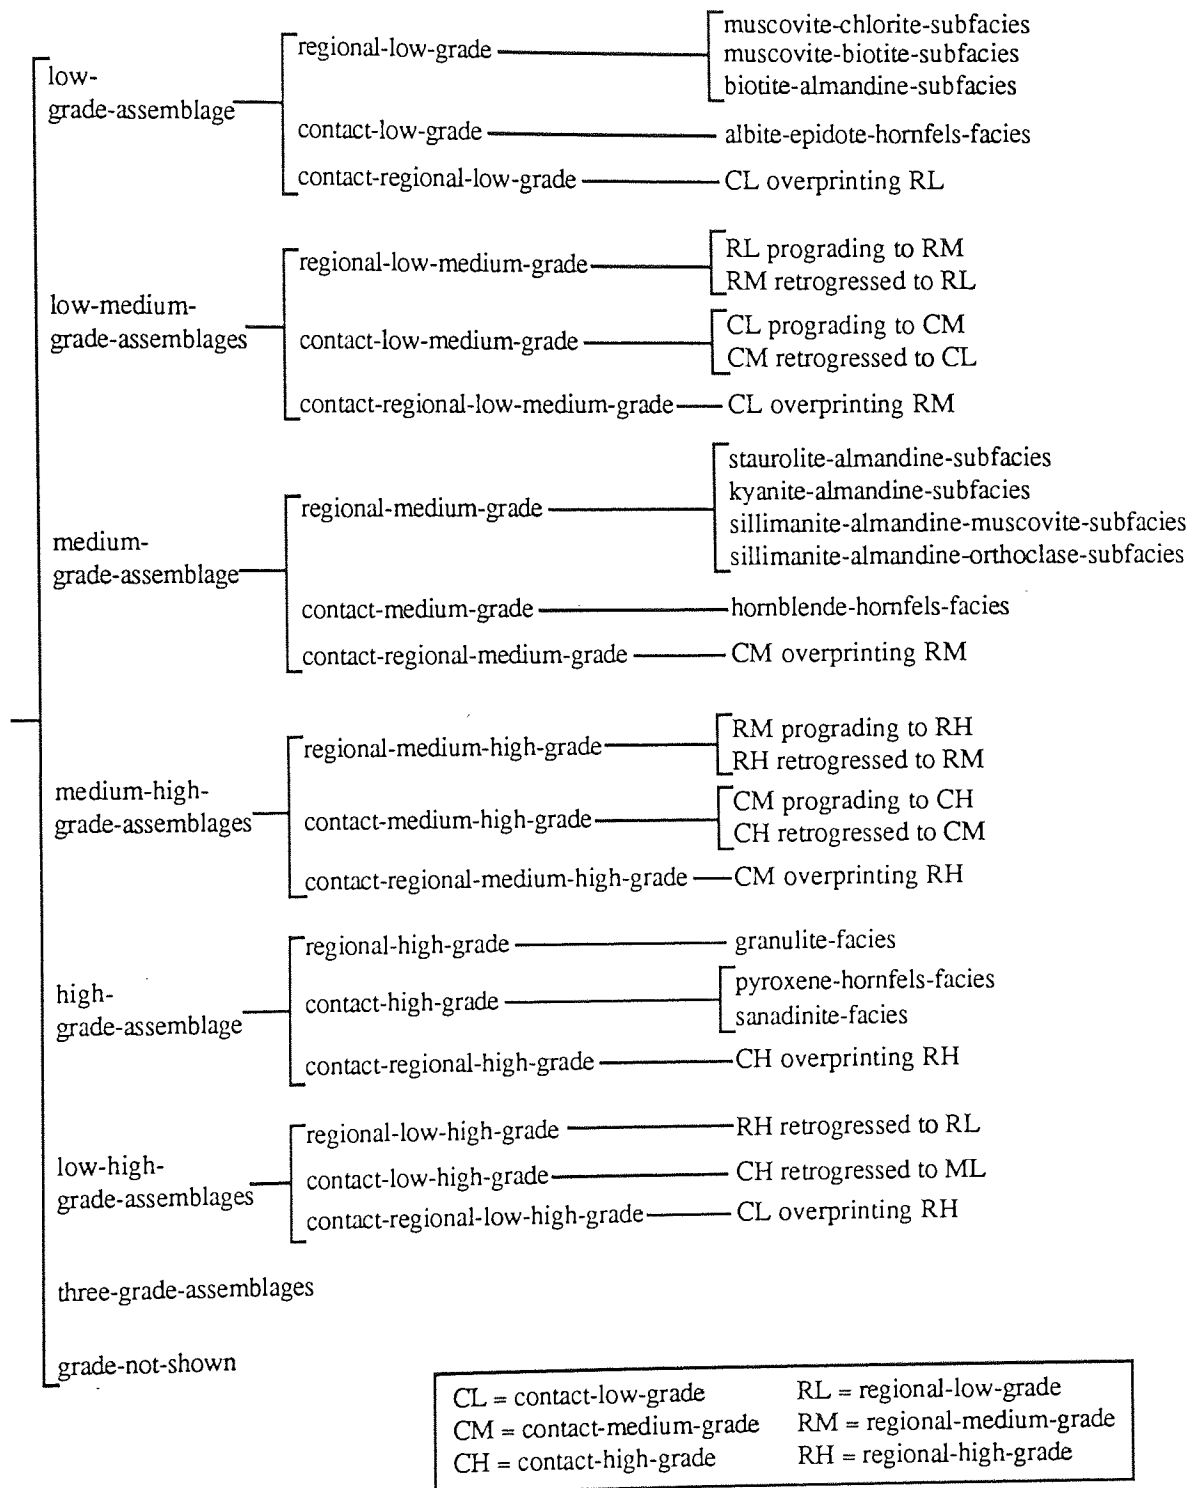 low-
grade-assemblage
regional-low-grade
muscovite-chlorite-subfacies
muscovite-biotite-subfacies
biotite-almandine-subfacies
contact-low-grade
albite-epidote-hornfels-facies
contact-regional-low-grade
CL overprinting RL
low-medium-
grade-assemblages
regional-low-medium-grade
RL prograding to RM
RM retrogressed to RL
contact-low-medium-grade
CL prograding to CM
CM retrogressed to CL
contact-regional-low-medium-grade
CL overprinting RM
medium-
grade-assemblage
regional-medium-grade
staurolite-almandine-subfacies
kyanite-almandine-subfacies
sillimanite-almandine-muscovite-subfacies
sillimanite-almandine-orthoclase-subfacies
contact-medium-grade
hornblende-hornfels-facies
contact-regional-medium-grade
CM overprinting RM
medium-high-
grade-assemblages
regional-medium-high-grade
RM prograding to RH
RH retrogressed to RM
contact-medium-high-grade
CM prograding to CH
CH retrogressed to CM
contact-regional-medium-high-grade
CM overprinting RH
high-
grade-assemblage
regional-high-grade
granulite-facies
contact-high-grade
pyroxene-hornfels-facies
sanadinite-facies
contact-regional-high-grade
CH overprinting RH
low-high-
grade-assemblages
regional-low-high-grade
RH retrogressed to RL
contact-low-high-grade
CH retrogressed to ML
contact-regional-low-high-grade
CL overprinting RH
three-grade-assemblages
grade-not-shown
CL = contact-low-grade RL = regional-low-grade
CM = contact-medium-grade RM = regional-medium-grade
CH = contact-high-grade RH = regional-high-grade